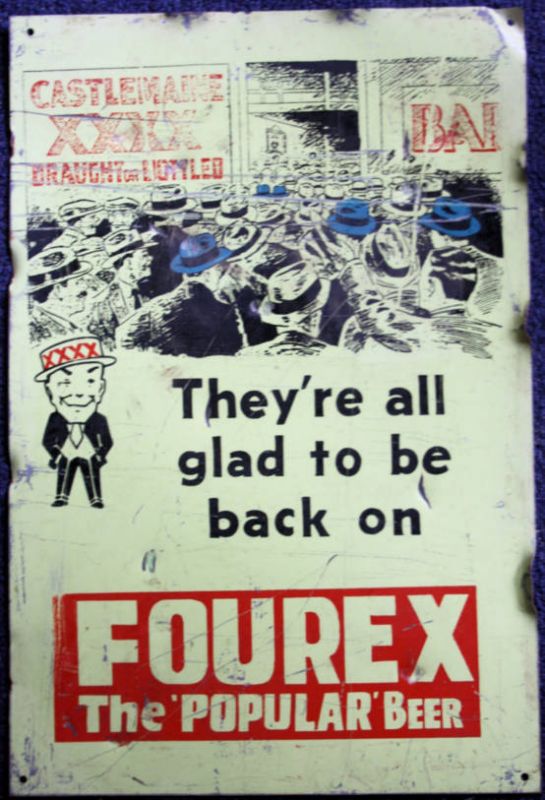 CASTLEMAINE
XXXX
DRAUGHT OR BOTTLED
BAR
XXXX
They're all
glad to be
back on
FOUREX
The 'POPULAR' BEER